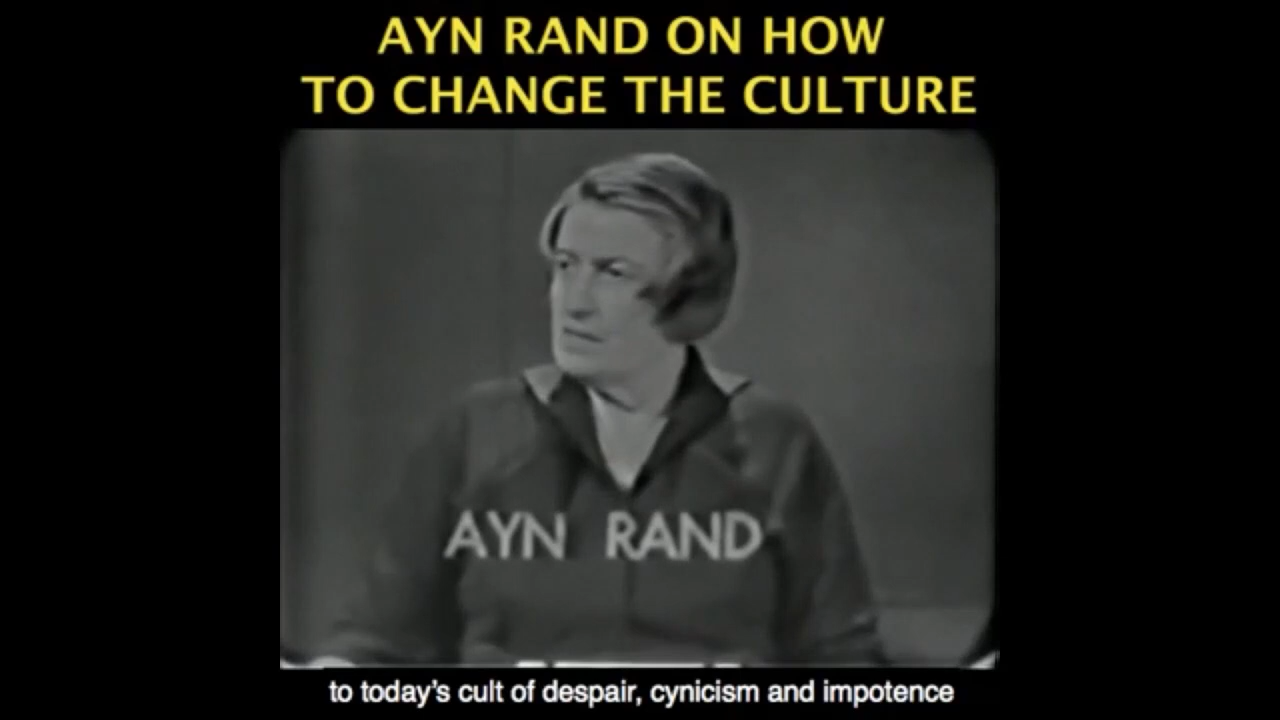 AYN RAND ON HOW
TO CHANGE THE CULTURE
AYN RAND
to today's cult of despair, cynicism and impotence